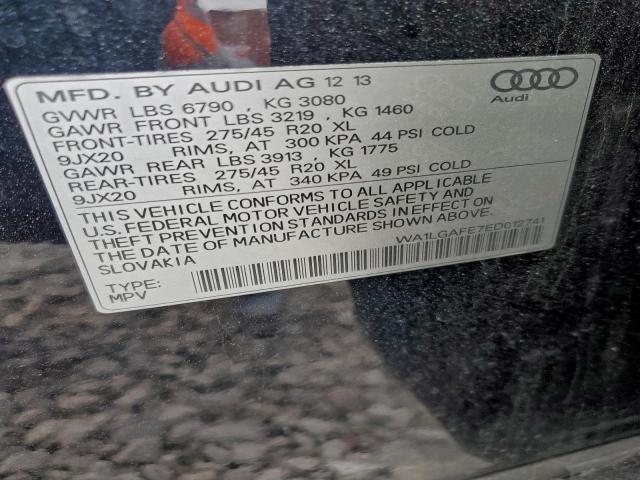 MFD. BY AUDI AG 12 13
GVWR LBS 6790 , KG 3080
GAWR FRONT LBS 3219 , KG 1460
FRONT-TIRES 275/45 R20 XL
9JX20 RIMS, AT 300 KPA 44 PSI COLD
GAWR REAR LBS 3913 , KG 1775
REAR-TIRES 275/45 R20 XL
9JX20 RIMS, AT 340 KPA 49 PSI COLD
THIS VEHICLE CONFORMS TO ALL APPLICABLE
U.S. FEDERAL MOTOR VEHICLE SAFETY AND
THEFT PREVENTION STANDARDS IN EFFECT ON
THE DATE OF MANUFACTURE SHOWN ABOVE.
SLOVAKIA
WA1LGAFE7ED012741
TYPE:
MPV
Audi